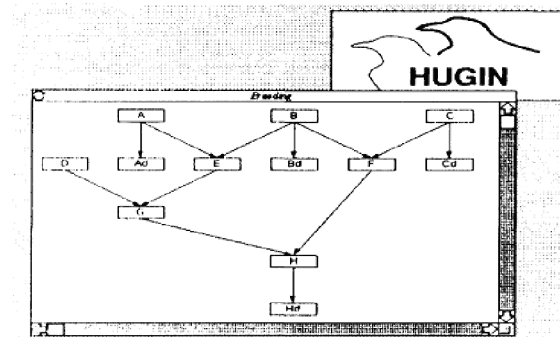 HUGIN
Breeding
A B C
D Ad E Bd F Cd
G
H
Hd